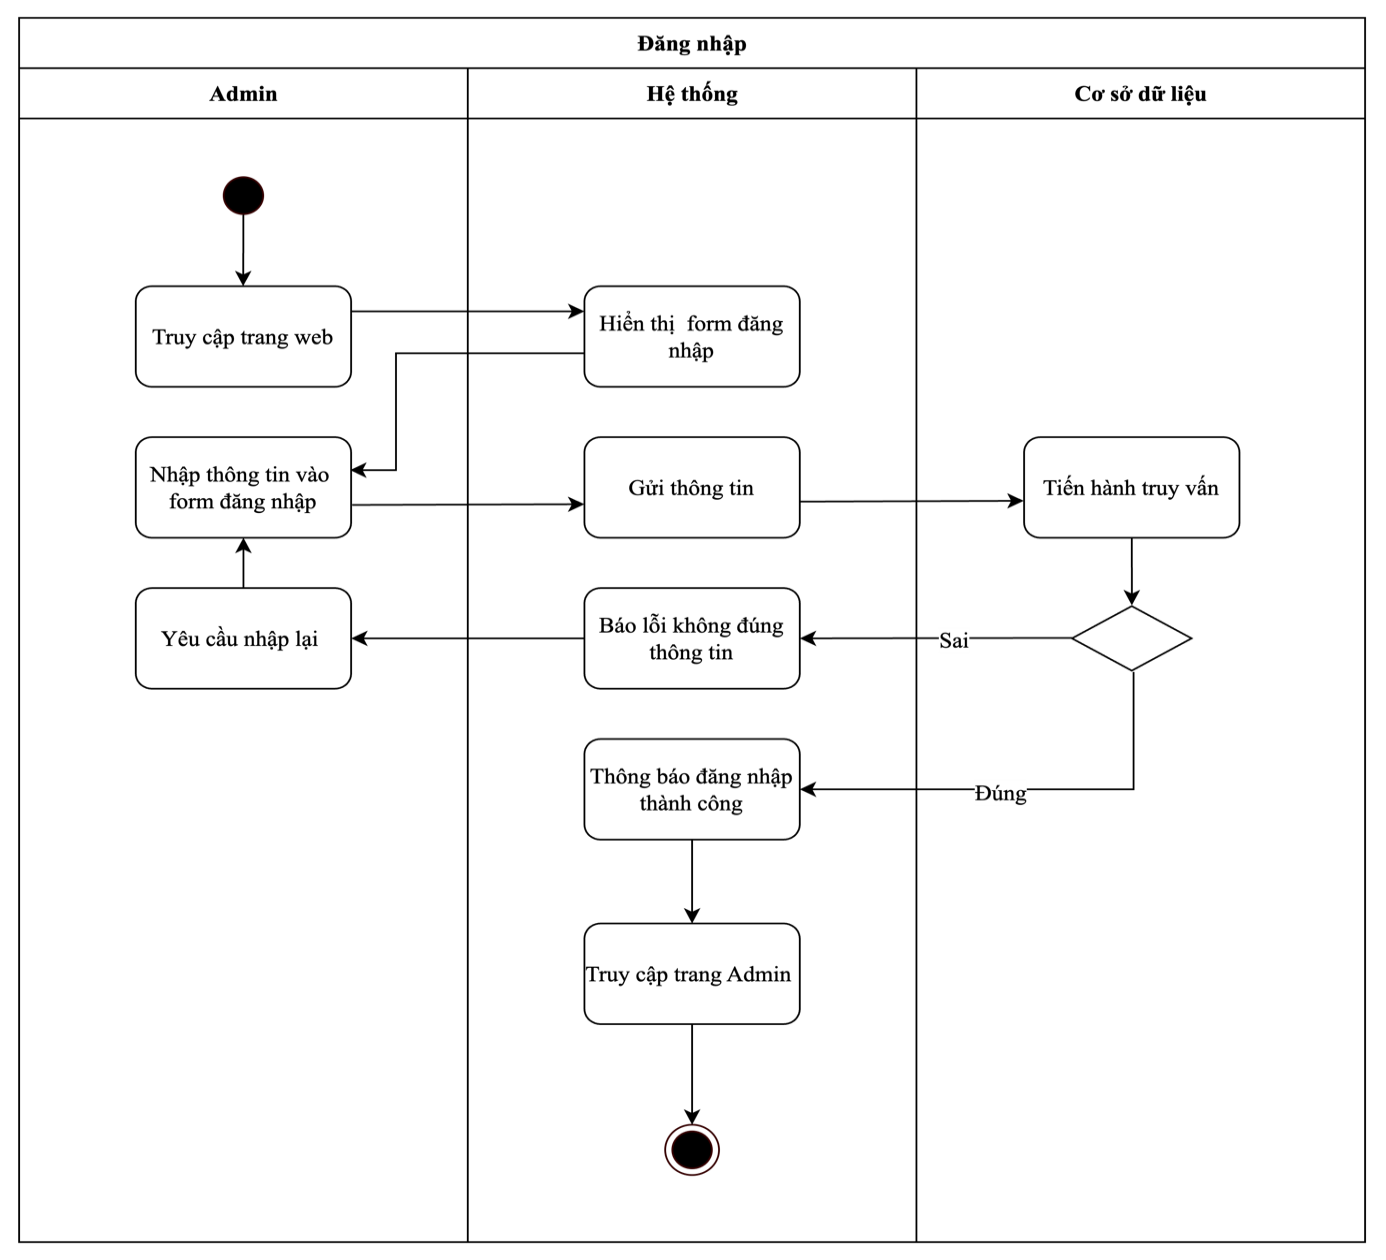 Đăng nhập
Admin
Hệ thống
Cơ sở dữ liệu
Truy cập trang web
Hiển thị form đăng
nhập
Nhập thông tin vào
form đăng nhập
Gửi thông tin
Tiến hành truy vấn
Yêu cầu nhập lại
Báo lỗi không đúng
thông tin
Sai
Thông báo đăng nhập
thành công
Đúng
Truy cập trang Admin